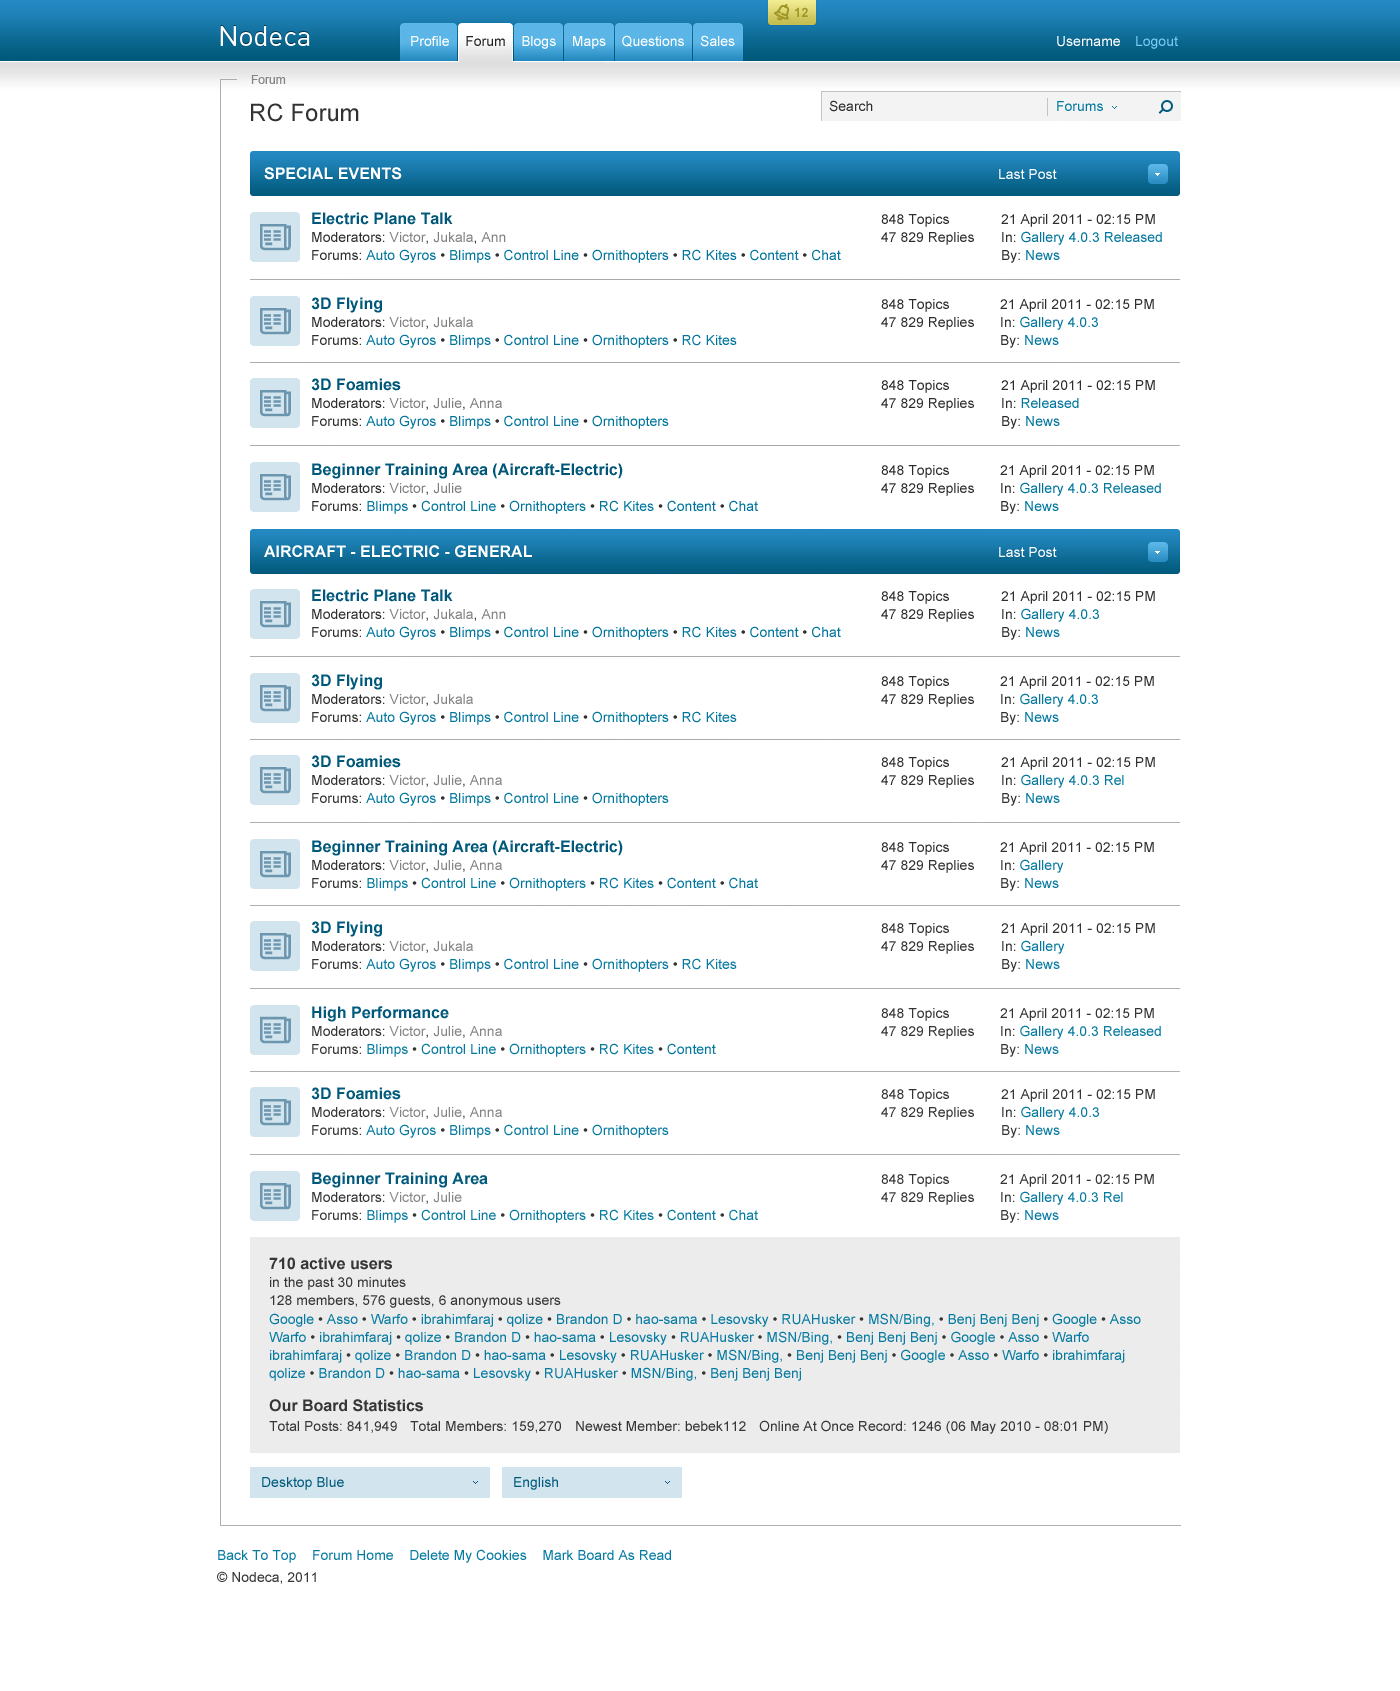 12
Nodeca Profile Forum Blogs Maps Questions Sales Username Logout
Forum
RC Forum Search Forums
SPECIAL EVENTS Last Post
Electric Plane Talk 848 Topics 21 April 2011 - 02:15 PM
Moderators: Victor, Jukala, Ann 47 829 Replies In: Gallery 4.0.3 Released
Forums: Auto Gyros • Blimps • Control Line • Ornithopters • RC Kites • Content • Chat By: News
3D Flying 848 Topics 21 April 2011 - 02:15 PM
Moderators: Victor, Jukala 47 829 Replies In: Gallery 4.0.3
Forums: Auto Gyros • Blimps • Control Line • Ornithopters • RC Kites By: News
3D Foamies 848 Topics 21 April 2011 - 02:15 PM
Moderators: Victor, Julie, Anna 47 829 Replies In: Released
Forums: Auto Gyros • Blimps • Control Line • Ornithopters By: News
Beginner Training Area (Aircraft-Electric) 848 Topics 21 April 2011 - 02:15 PM
Moderators: Victor, Julie 47 829 Replies In: Gallery 4.0.3 Released
Forums: Blimps • Control Line • Ornithopters • RC Kites • Content • Chat By: News
AIRCRAFT - ELECTRIC - GENERAL Last Post
Electric Plane Talk 848 Topics 21 April 2011 - 02:15 PM
Moderators: Victor, Jukala, Ann 47 829 Replies In: Gallery 4.0.3
Forums: Auto Gyros • Blimps • Control Line • Ornithopters • RC Kites • Content • Chat By: News
3D Flying 848 Topics 21 April 2011 - 02:15 PM
Moderators: Victor, Jukala 47 829 Replies In: Gallery 4.0.3
Forums: Auto Gyros • Blimps • Control Line • Ornithopters • RC Kites By: News
3D Foamies 848 Topics 21 April 2011 - 02:15 PM
Moderators: Victor, Julie, Anna 47 829 Replies In: Gallery 4.0.3 Rel
Forums: Auto Gyros • Blimps • Control Line • Ornithopters By: News
Beginner Training Area (Aircraft-Electric) 848 Topics 21 April 2011 - 02:15 PM
Moderators: Victor, Julie, Anna 47 829 Replies In: Gallery
Forums: Blimps • Control Line • Ornithopters • RC Kites • Content • Chat By: News
3D Flying 848 Topics 21 April 2011 - 02:15 PM
Moderators: Victor, Jukala 47 829 Replies In: Gallery
Forums: Auto Gyros • Blimps • Control Line • Ornithopters • RC Kites By: News
High Performance 848 Topics 21 April 2011 - 02:15 PM
Moderators: Victor, Julie, Anna 47 829 Replies In: Gallery 4.0.3 Released
Forums: Blimps • Control Line • Ornithopters • RC Kites • Content By: News
3D Foamies 848 Topics 21 April 2011 - 02:15 PM
Moderators: Victor, Julie, Anna 47 829 Replies In: Gallery 4.0.3
Forums: Auto Gyros • Blimps • Control Line • Ornithopters By: News
Beginner Training Area 848 Topics 21 April 2011 - 02:15 PM
Moderators: Victor, Julie 47 829 Replies In: Gallery 4.0.3 Rel
Forums: Blimps • Control Line • Ornithopters • RC Kites • Content • Chat By: News
710 active users
in the past 30 minutes
128 members, 576 guests, 6 anonymous users
Google • Asso • Warfo • ibrahimfaraj • qolize • Brandon D • hao-sama • Lesovsky • RUAHusker • MSN/Bing, • Benj Benj Benj • Google • Asso
Warfo • ibrahimfaraj • qolize • Brandon D • hao-sama • Lesovsky • RUAHusker • MSN/Bing, • Benj Benj Benj • Google • Asso • Warfo
ibrahimfaraj • qolize • Brandon D • hao-sama • Lesovsky • RUAHusker • MSN/Bing, • Benj Benj Benj • Google • Asso • Warfo • ibrahimfaraj
qolize • Brandon D • hao-sama • Lesovsky • RUAHusker • MSN/Bing, • Benj Benj Benj
Our Board Statistics
Total Posts: 841,949 Total Members: 159,270 Newest Member: bebek112 Online At Once Record: 1246 (06 May 2010 - 08:01 PM)
Desktop Blue English
Back To Top Forum Home Delete My Cookies Mark Board As Read
© Nodeca, 2011